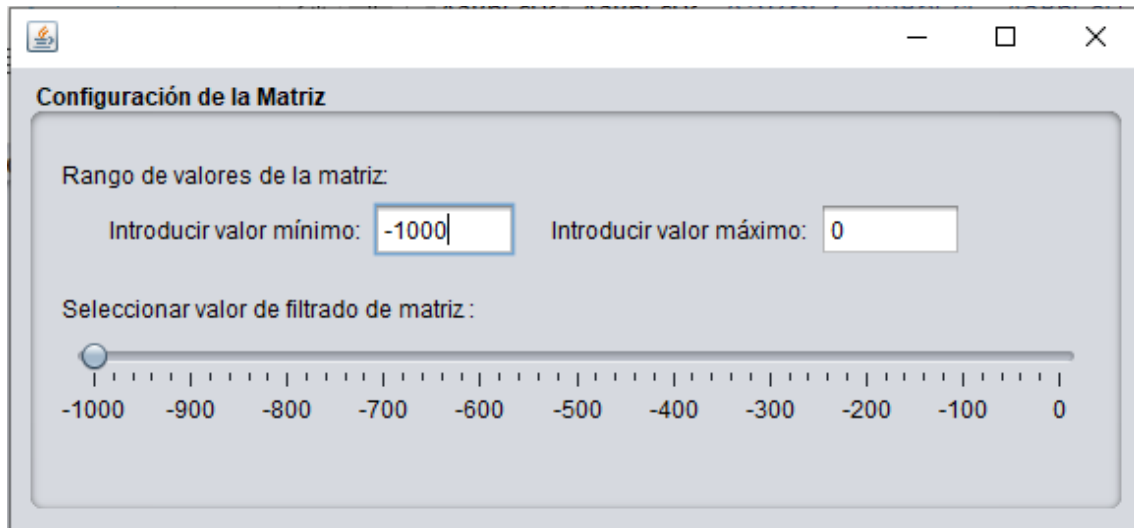 Configuración de la Matriz
Rango de valores de la matriz:
Introducir valor mínimo: -1000 Introducir valor máximo: 0
Seleccionar valor de filtrado de matriz :
-1000 -900 -800 -700 -600 -500 -400 -300 -200 -100 0